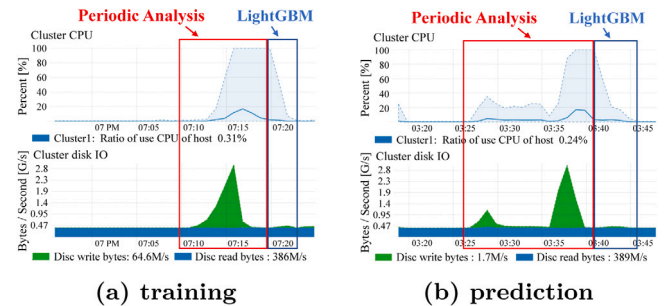 Periodic Analysis
LightGBM
Cluster CPU
Percent [%]
100
80
60
40
20
07 PM 07:05 07:10 07:15 07:20
Cluster1: Ratio of use CPU of host 0.31%
Cluster disk IO
Bytes / Second [G/s]
2.8
2.3
1.9
1.4
0.95
0.47
07 PM 07:05 07:10 07:15 07:20
Disc write bytes: 64.6M/s Disc read bytes : 386M/s
(a) training
Periodic Analysis
LightGBM
Cluster CPU
Percent [%]
100
80
60
40
20
03:20 03:25 03:30 03:35 03:40 03:45
Cluster1: Ratio of use CPU of host 0.24%
Cluster disk IO
Bytes / Second [G/s]
2.8
2.3
1.9
1.4
0.95
0.47
03:20 03:25 03:30 03:35 03:44 03:45
Disc write bytes: 1.7M/s Disc read bytes : 389M/s
(b) prediction